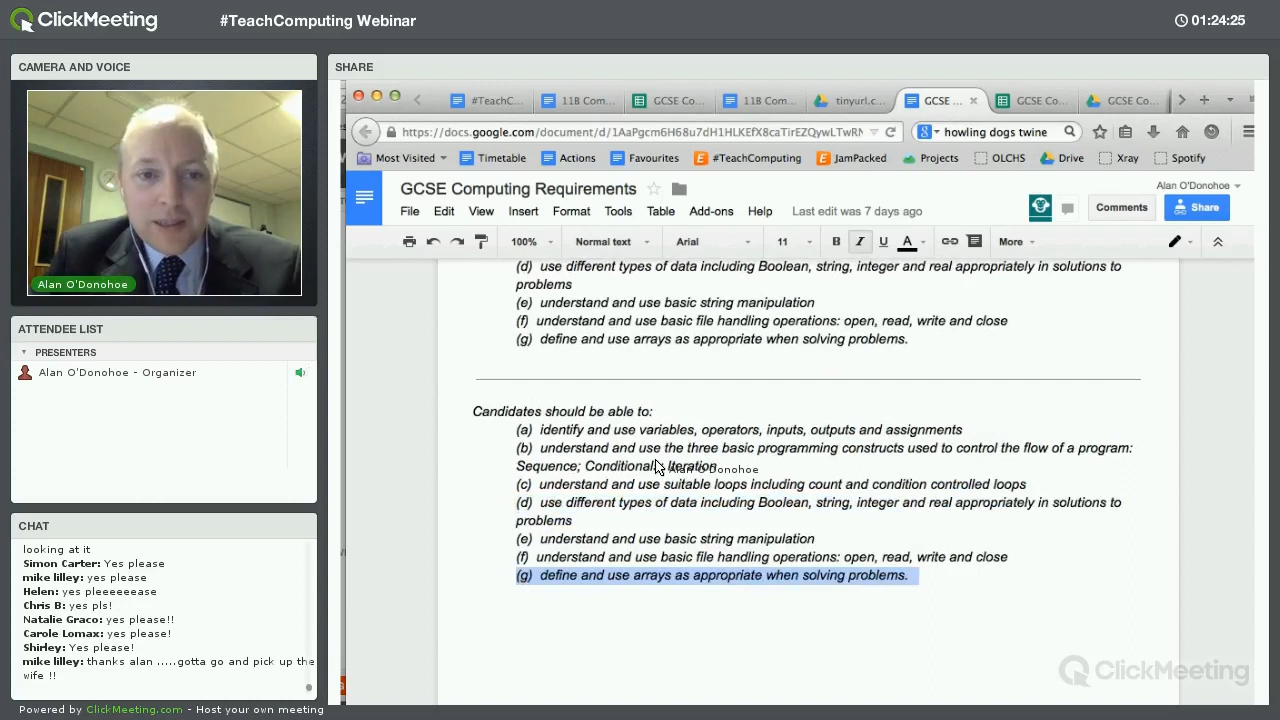 ClickMeeting
#TeachComputing Webinar
01:24:25
CAMERA AND VOICE
Alan O'Donohoe
ATTENDEE LIST
PRESENTERS
Alan O'Donohoe - Organizer
CHAT
looking at it
Simon Carter: Yes please
mike lilley: yes please
Helen: yes pleeeeeease
Chris B: yes pls!
Natalie Graco: yes please!!
Carole Lomax: yes please!
Shirley: Yes please!
mike lilley: thanks alan .....gotta go and pick up the
wife !!
Powered by ClickMeeting.com - Host your own meeting
SHARE
#TeachC... 11B Com... GSCE Co... 11B Com... tinyurl.c... GCSE ... GCSE Co... GCSE Co...
https://docs.google.com/document/d/1AaPgcm6H68u7dH1HLKEfX8caTirEZQywLTwRN howling dogs twine
Most Visited Timetable Actions Favourites #TeachComputing JamPacked Projects OLCHS Drive Xray Spotify
GCSE Computing Requirements
Alan O'Donohoe
File Edit View Insert Format Tools Table Add-ons Help Last edit was 7 days ago Comments Share
100% Normal text Arial 11 B I U A More
(d) use different types of data including Boolean, string, integer and real appropriately in solutions to
problems
(e) understand and use basic string manipulation
(f) understand and use basic file handling operations: open, read, write and close
(g) define and use arrays as appropriate when solving problems.
Candidates should be able to:
(a) identify and use variables, operators, inputs, outputs and assignments
(b) understand and use the three basic programming constructs used to control the flow of a program:
Sequence; Conditionals; Iteration
Alan O'Donohoe
(c) understand and use suitable loops including count and condition controlled loops
(d) use different types of data including Boolean, string, integer and real appropriately in solutions to
problems
(e) understand and use basic string manipulation
(f) understand and use basic file handling operations: open, read, write and close
(g) define and use arrays as appropriate when solving problems.
ClickMeeting